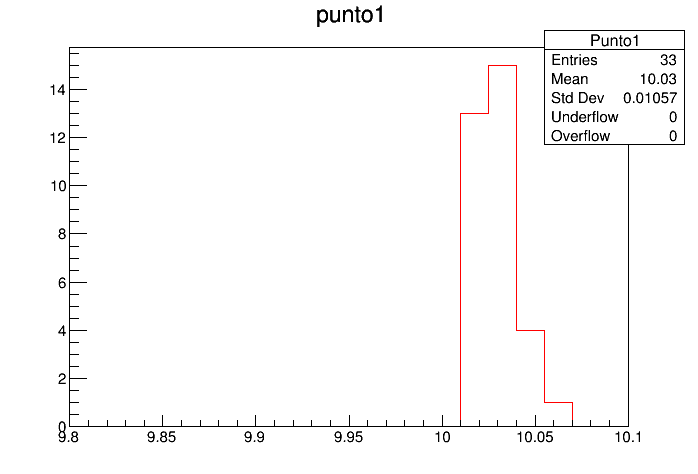 punto1
Punto1
Entries 33
Mean 10.03
Std Dev 0.01057
Underflow 0
Overflow 0
14
12
10
8
6
4
2
0
9.8 9.85 9.9 9.95 10 10.05 10.1